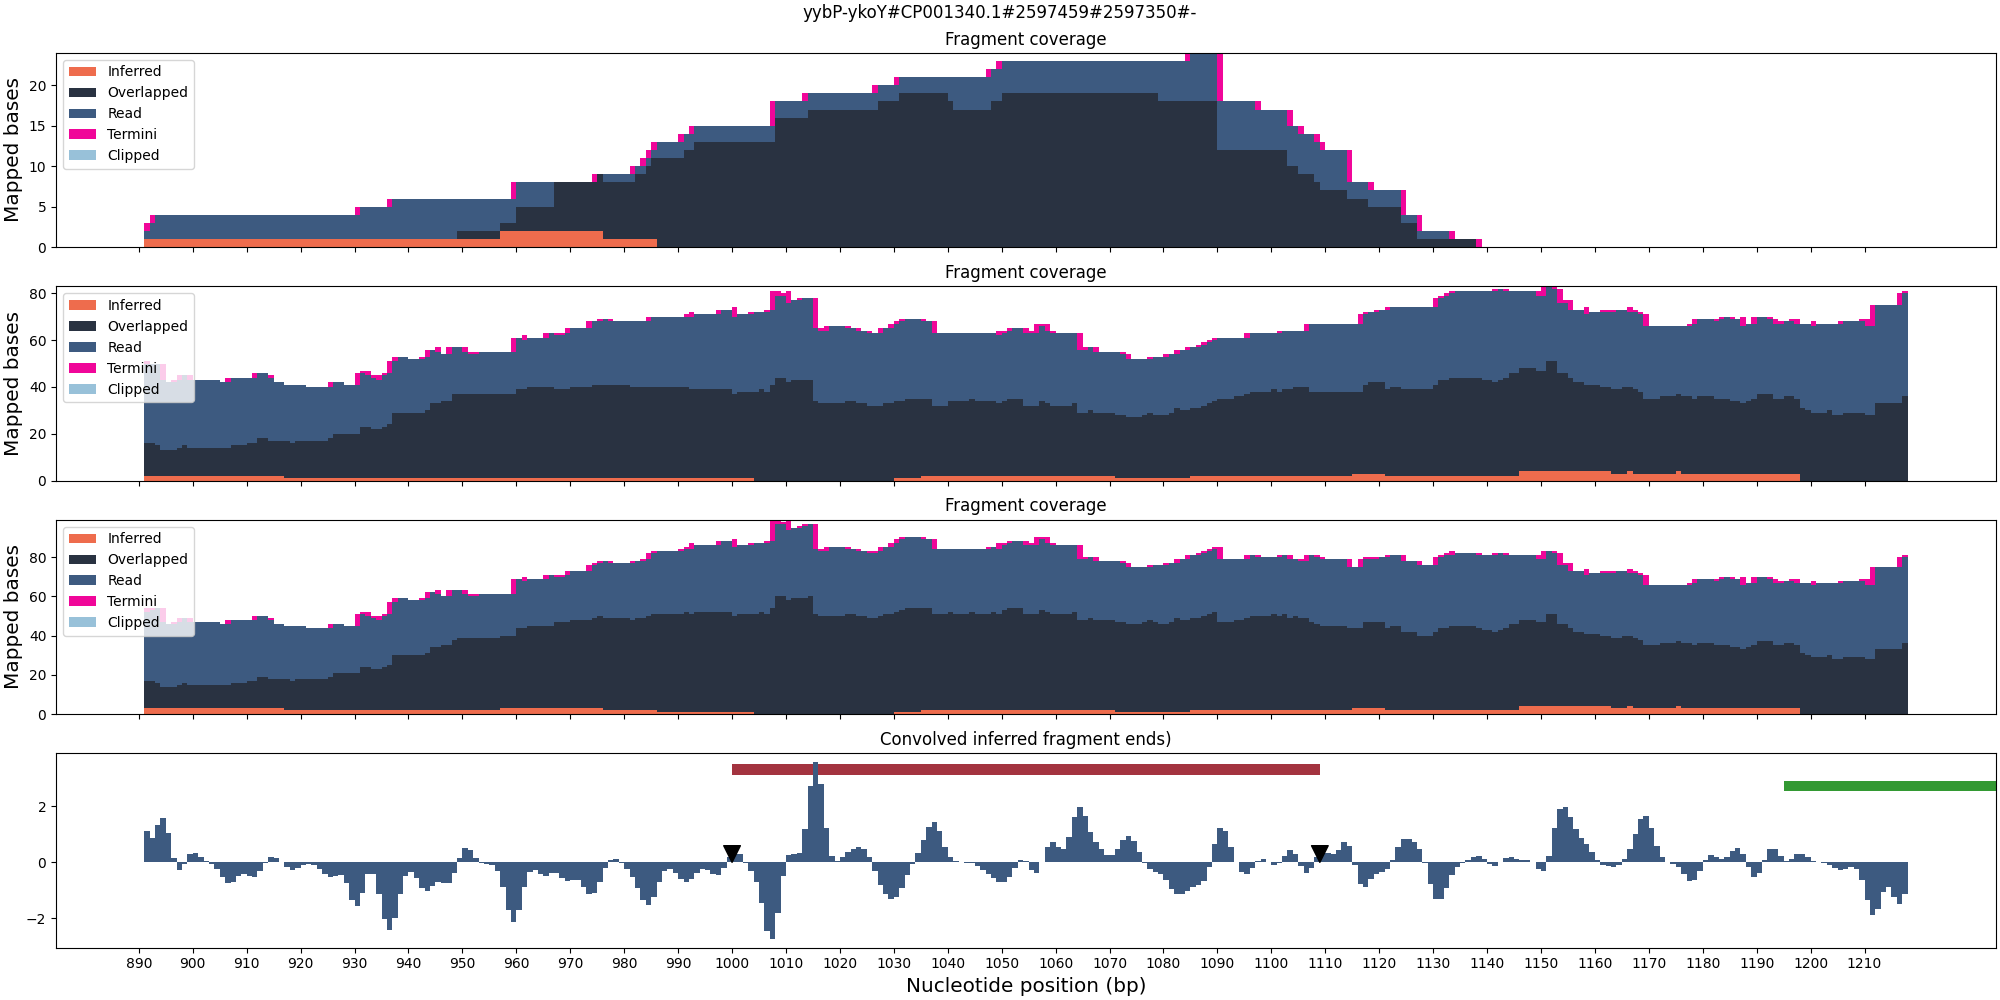 yybP-ykoY#CP001340.1#2597459#2597350#-
Fragment coverage
Mapped bases
20
15
10
5
0
Inferred
Overlapped
Read
Termini
Clipped
Fragment coverage
Mapped bases
80
60
40
20
0
Inferred
Overlapped
Read
Termini
Clipped
Fragment coverage
Mapped bases
80
60
40
20
0
Inferred
Overlapped
Read
Termini
Clipped
Convolved inferred fragment ends)
2
0
−2
890 900 910 920 930 940 950 960 970 980 990 1000 1010 1020 1030 1040 1050 1060 1070 1080 1090 1100 1110 1120 1130 1140 1150 1160 1170 1180 1190 1200 1210
Nucleotide position (bp)